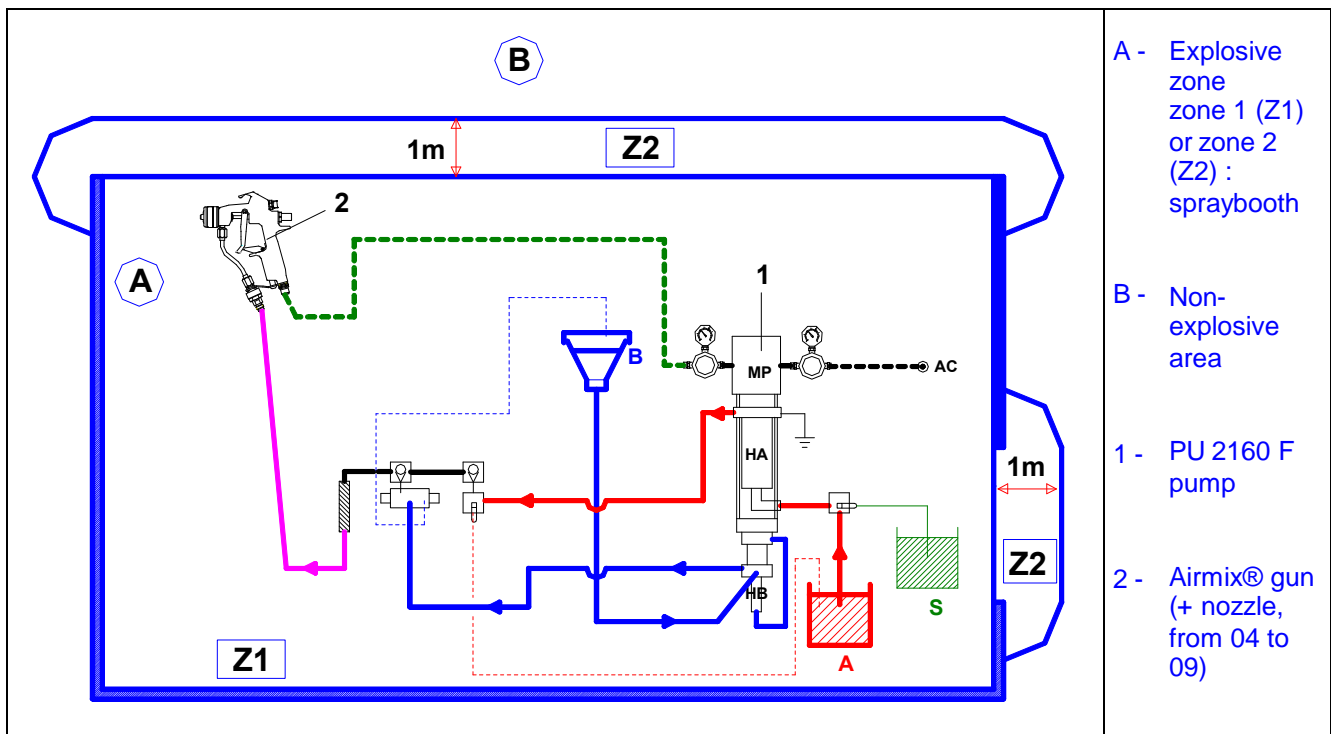 B
1m
Z2
2
A
1
B
MP
AC
HA
1m
HB
Z2
S
A
Z1
A - Explosive
zone
zone 1 (Z1)
or zone 2
(Z2) :
spraybooth
B - Non-
explosive
area
1 - PU 2160 F
pump
2 - Airmix® gun
(+ nozzle,
from 04 to
09)